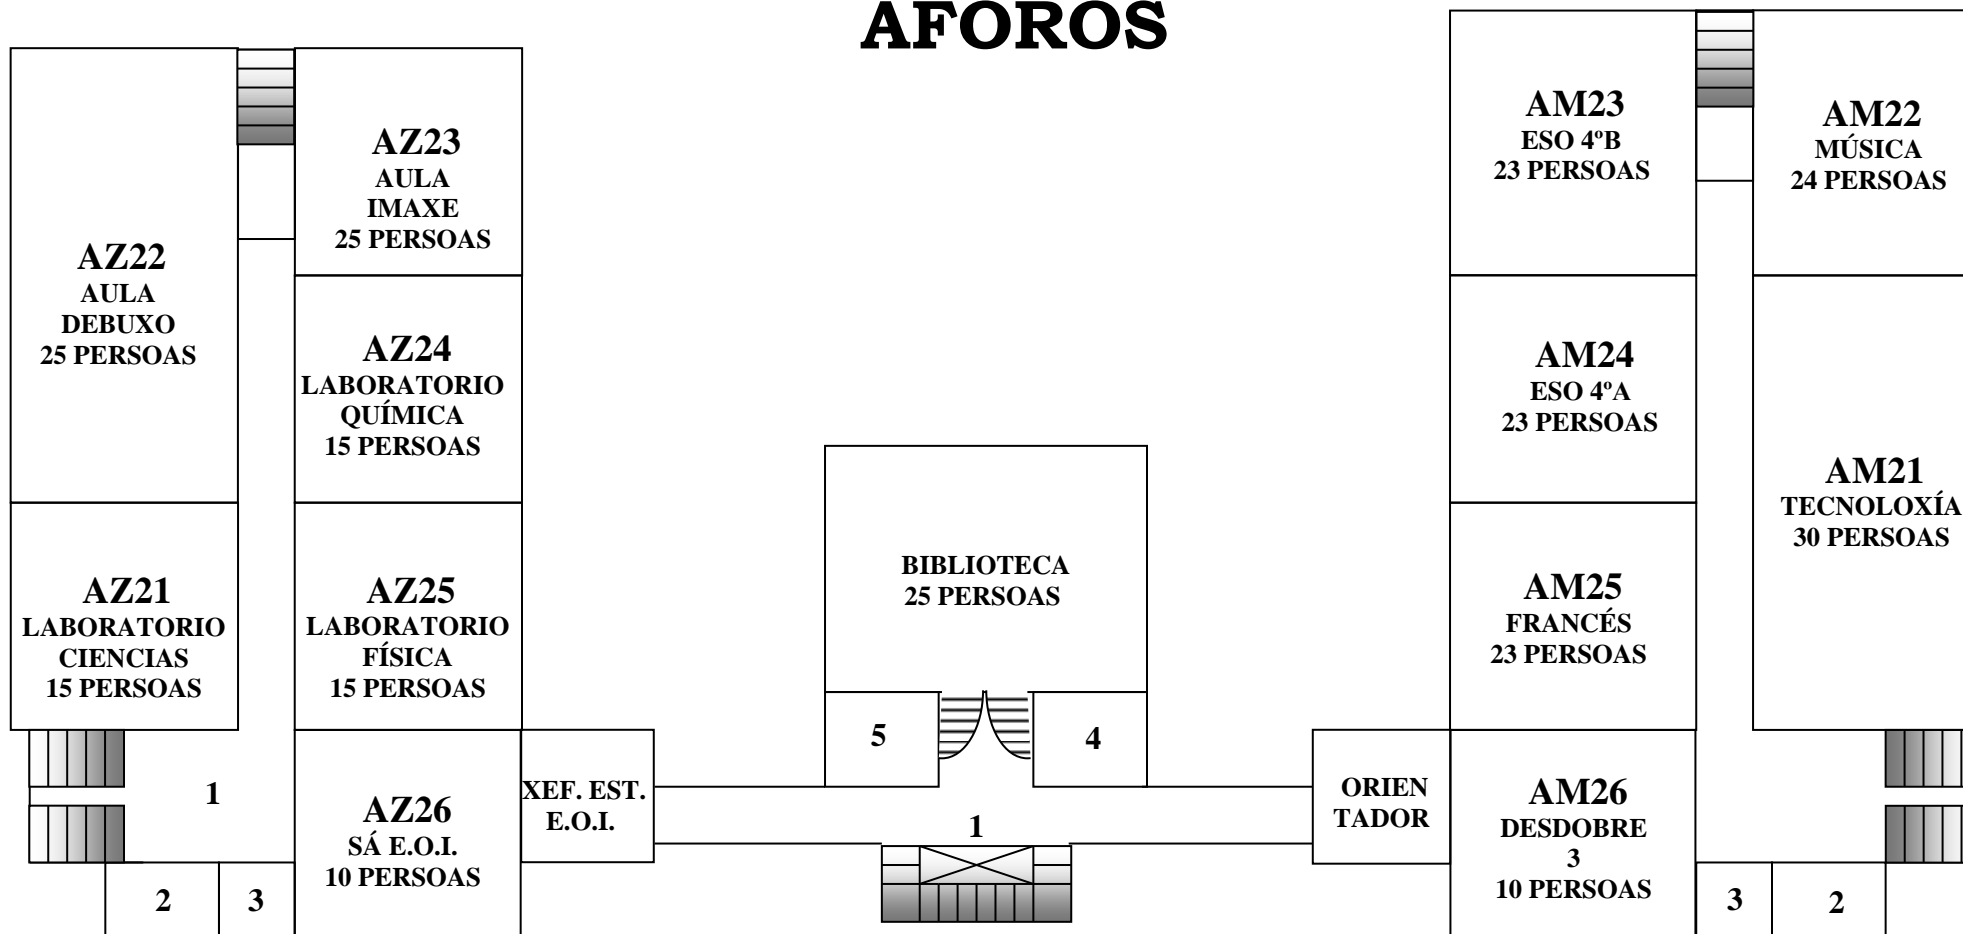 AFOROS
AZ22
AULA
DEBUXO
25 PERSOAS
AZ23
AULA
IMAXE
25 PERSOAS
AZ24
LABORATORIO
QUÍMICA
15 PERSOAS
AZ21
LABORATORIO
CIENCIAS
15 PERSOAS
AZ25
LABORATORIO
FÍSICA
15 PERSOAS
1
2
3
AZ26
SÁ E.O.I.
10 PERSOAS
XEF. EST.
E.O.I.
BIBLIOTECA
25 PERSOAS
5
4
1
ORIEN
TADOR
AM23
ESO 4ºB
23 PERSOAS
AM22
MÚSICA
24 PERSOAS
AM24
ESO 4ºA
23 PERSOAS
AM21
TECNOLOXÍA
30 PERSOAS
AM25
FRANCÉS
23 PERSOAS
AM26
DESDOBRE
3
10 PERSOAS
3
2